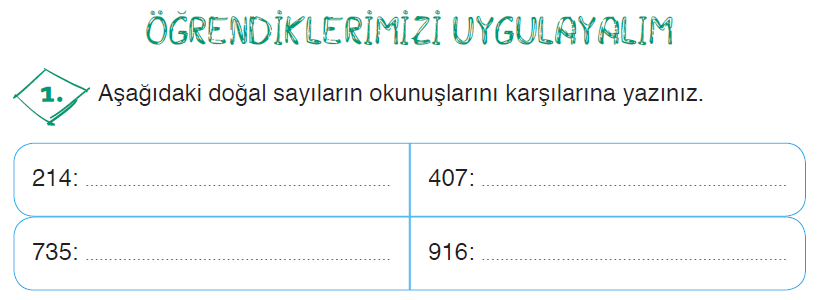 ÖĞRENDİKLERİMİZİ UYGULAYALIM
1. Aşağıdaki doğal sayıların okunuşlarını karşılarına yazınız.
214: ........................................ 407: ........................................
735: ........................................ 916: ........................................